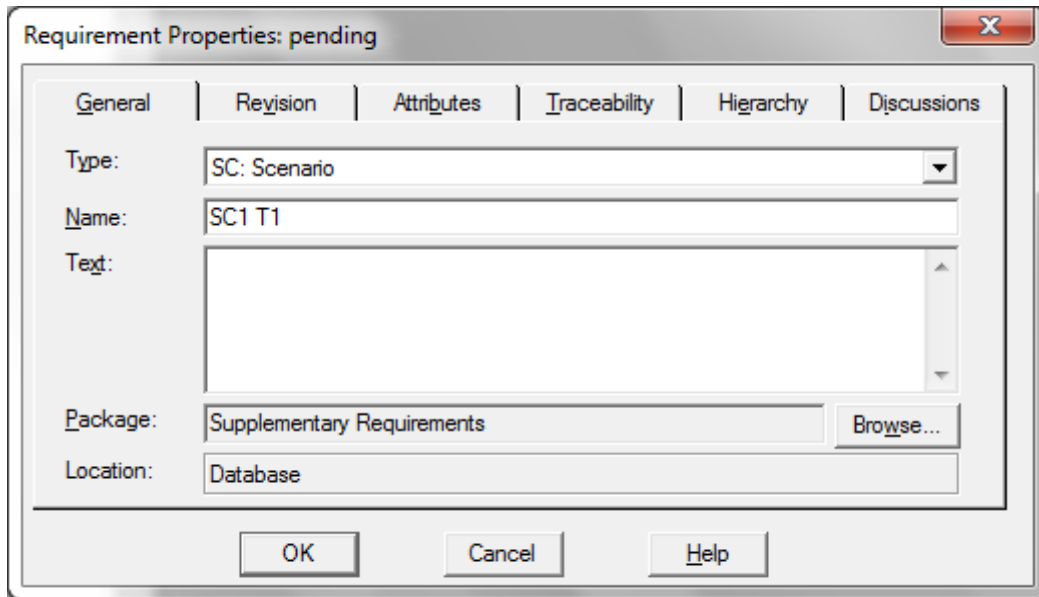 Requirement Properties: pending
General Revision Attributes Traceability Hierarchy Discussions
Type: SC: Scenario
Name: SC1 T1
Text:
Package: Supplementary Requirements Browse...
Location: Database
OK Cancel Help